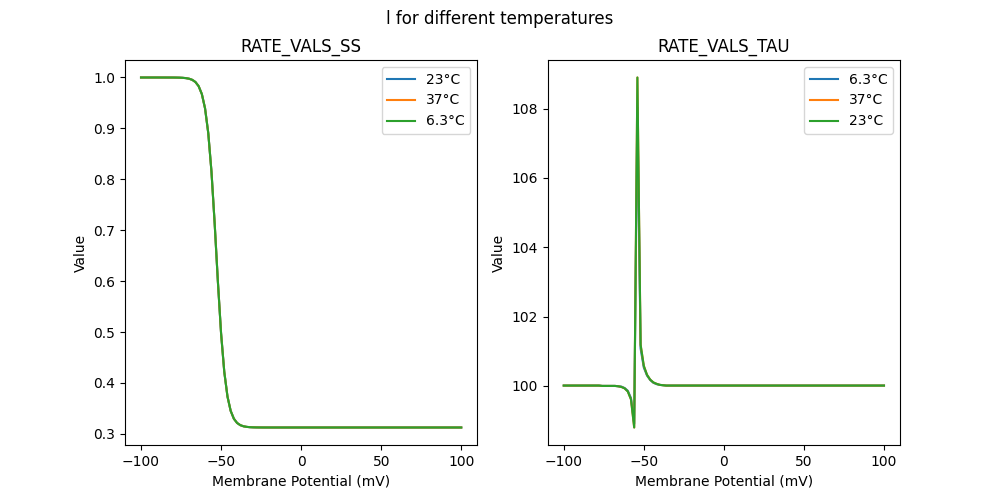 l for different temperatures
RATE_VALS_SS
Value
1.0
0.9
0.8
0.7
0.6
0.5
0.4
0.3
23°C
37°C
6.3°C
−100
−50
0
50
100
Membrane Potential (mV)
RATE_VALS_TAU
Value
108
106
104
102
100
6.3°C
37°C
23°C
−100
−50
0
50
100
Membrane Potential (mV)